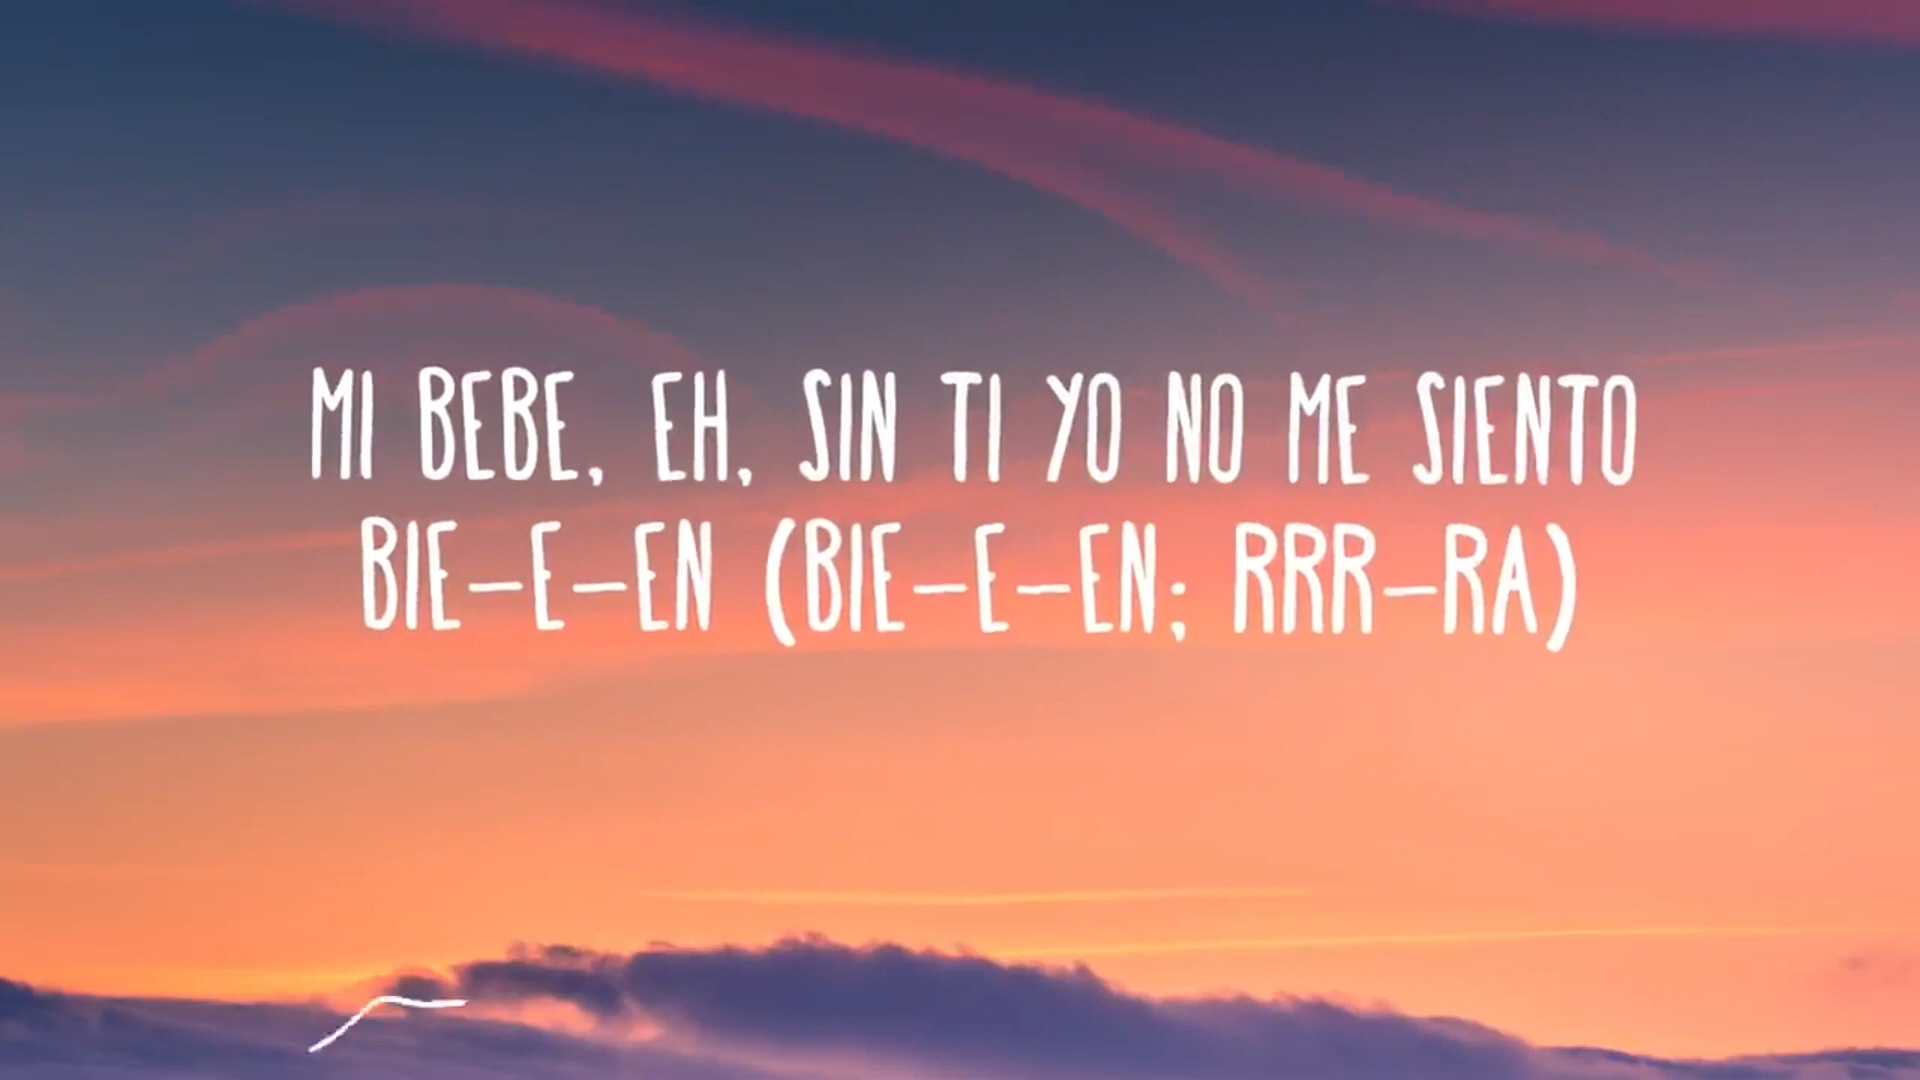 MI BEBE, EH, SIN TI YO NO ME SIENTO
BIE-E-EN (BIE-E-EN; RRR-RA)